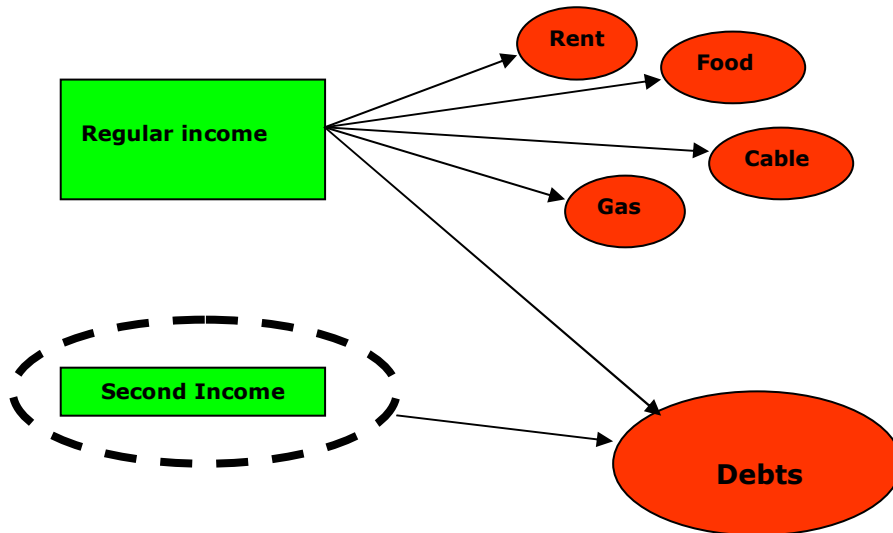 Rent
Food
Regular income
Cable
Gas
Second Income
Debts